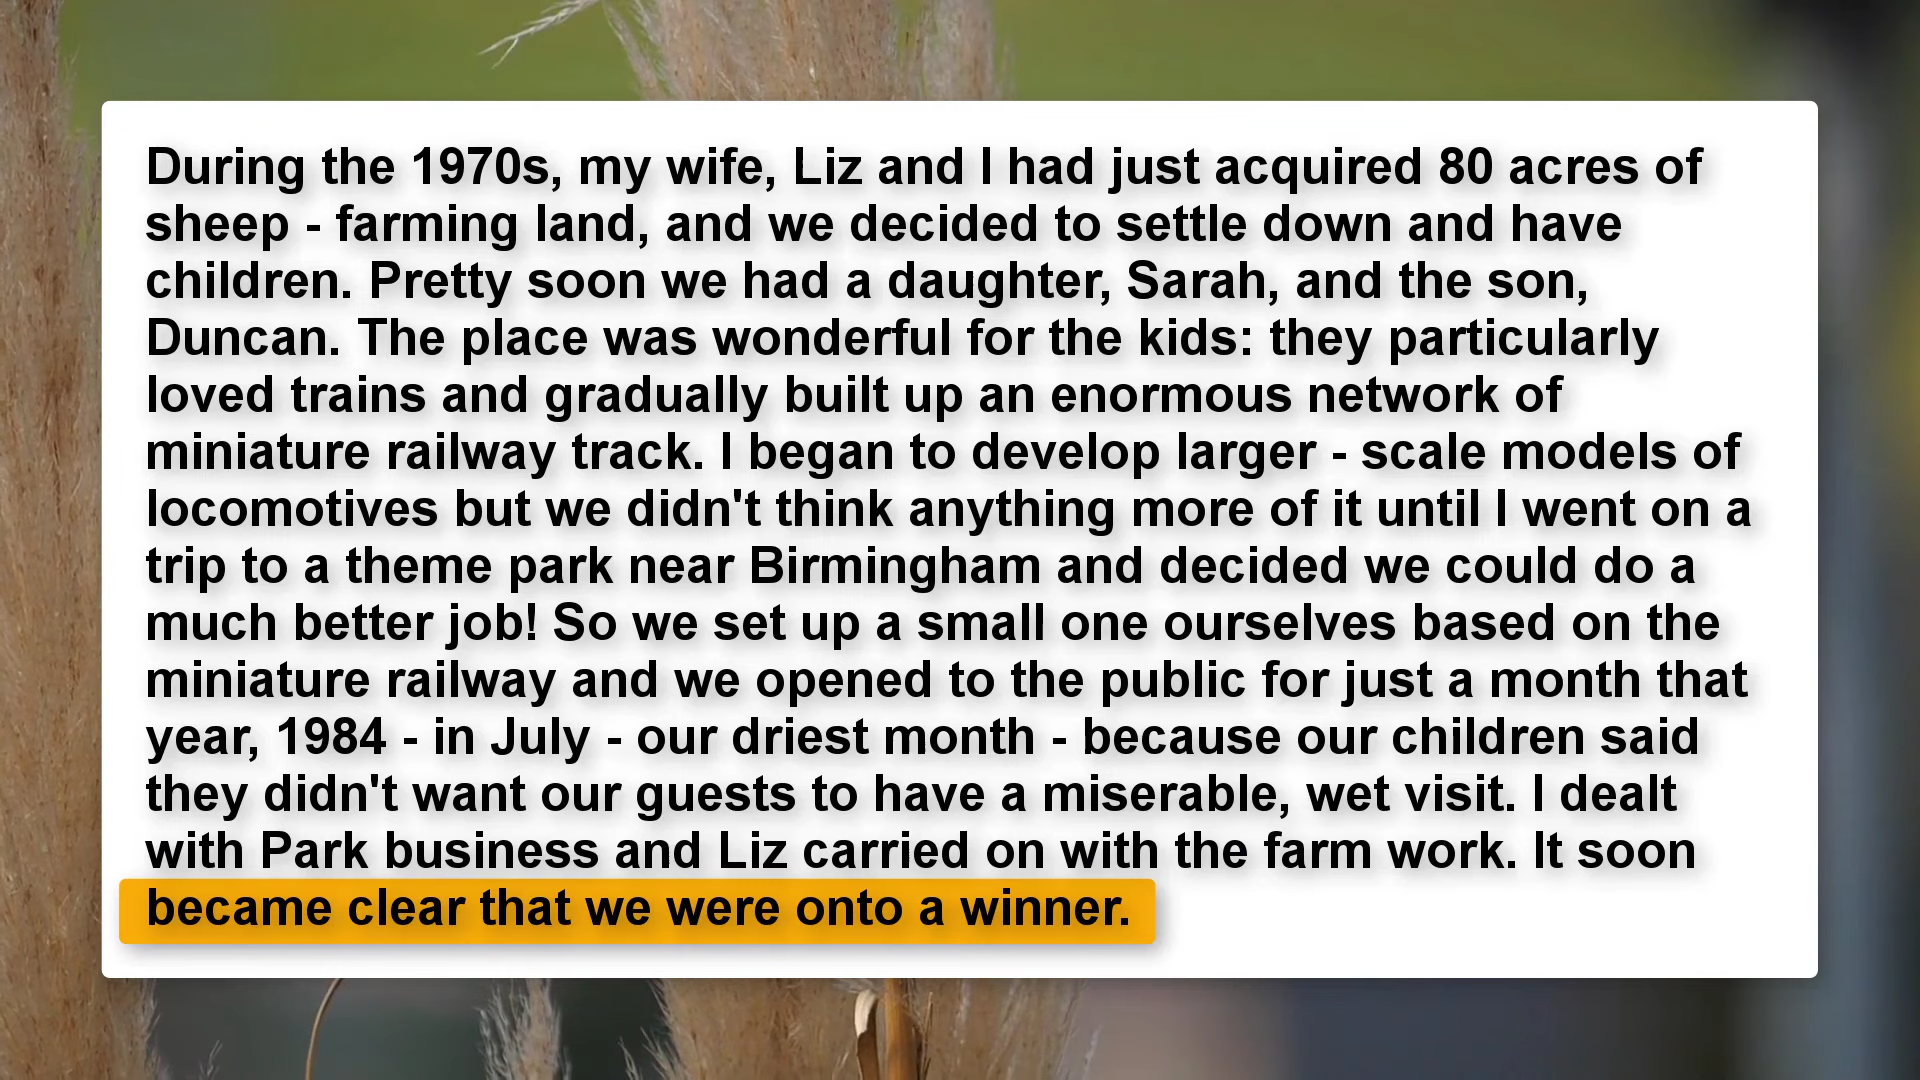 During the 1970s, my wife, Liz and I had just acquired 80 acres of
sheep - farming land, and we decided to settle down and have
children. Pretty soon we had a daughter, Sarah, and the son,
Duncan. The place was wonderful for the kids: they particularly
loved trains and gradually built up an enormous network of
miniature railway track. I began to develop larger - scale models of
locomotives but we didn't think anything more of it until I went on a
trip to a theme park near Birmingham and decided we could do a
much better job! So we set up a small one ourselves based on the
miniature railway and we opened to the public for just a month that
year, 1984 - in July - our driest month - because our children said
they didn't want our guests to have a miserable, wet visit. I dealt
with Park business and Liz carried on with the farm work. It soon
became clear that we were onto a winner.